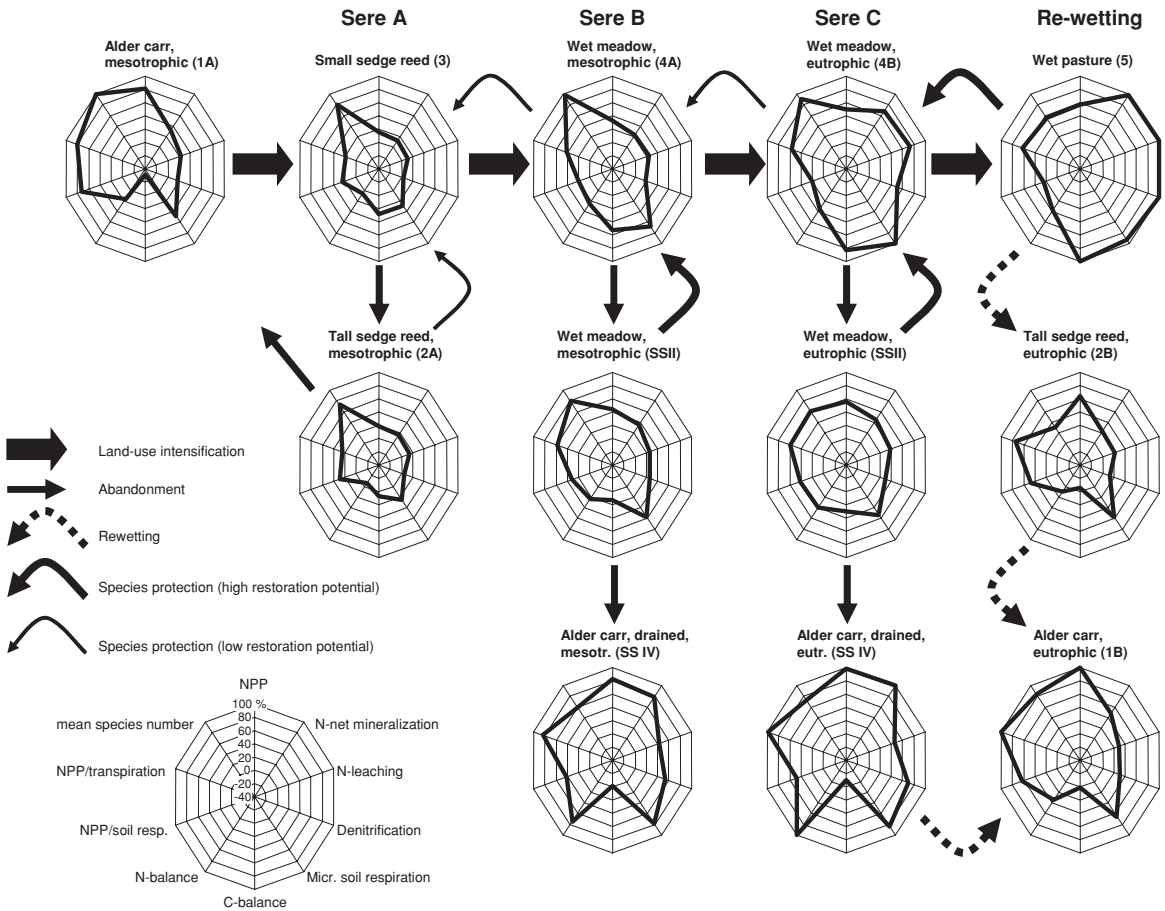 Sere A
Sere B
Sere C
Re-wetting
Alder carr,
mesotrophic (1A)
Small sedge reed (3)
Wet meadow,
mesotrophic (4A)
Wet meadow,
eutrophic (4B)
Wet pasture (5)
Tall sedge reed,
mesotrophic (2A)
Wet meadow,
mesotrophic (SSII)
Wet meadow,
eutrophic (SSII)
Tall sedge reed,
eutrophic (2B)
Land-use intensification
Abandonment
Rewetting
Species protection (high restoration potential)
Species protection (low restoration potential)
Alder carr, drained,
mesotr. (SS IV)
Alder carr, drained,
eutr. (SS IV)
Alder carr,
eutrophic (1B)
NPP
100 %
80
60
40
20
0
-20
-40
mean species number
N-net mineralization
NPP/transpiration
N-leaching
NPP/soil resp.
Denitrification
N-balance
Micr. soil respiration
C-balance